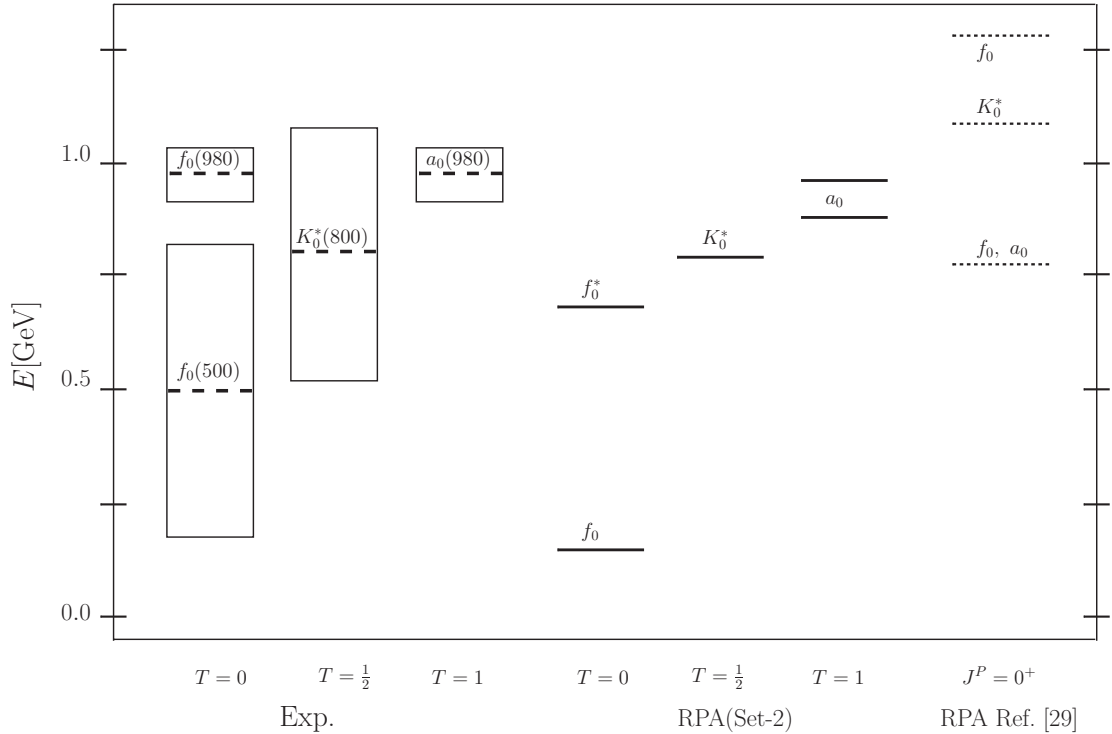 f₀
K₀*
1.0
f₀(980)
a₀(980)
a₀
K₀*(800)
K₀*
f₀, a₀
f₀*
E[GeV]
f₀(500)
0.5
f₀
0.0
T = 0 T = 1/2 T = 1 T = 0 T = 1/2 T = 1 Jᴾ = 0⁺
Exp. RPA(Set-2) RPA Ref. [29]